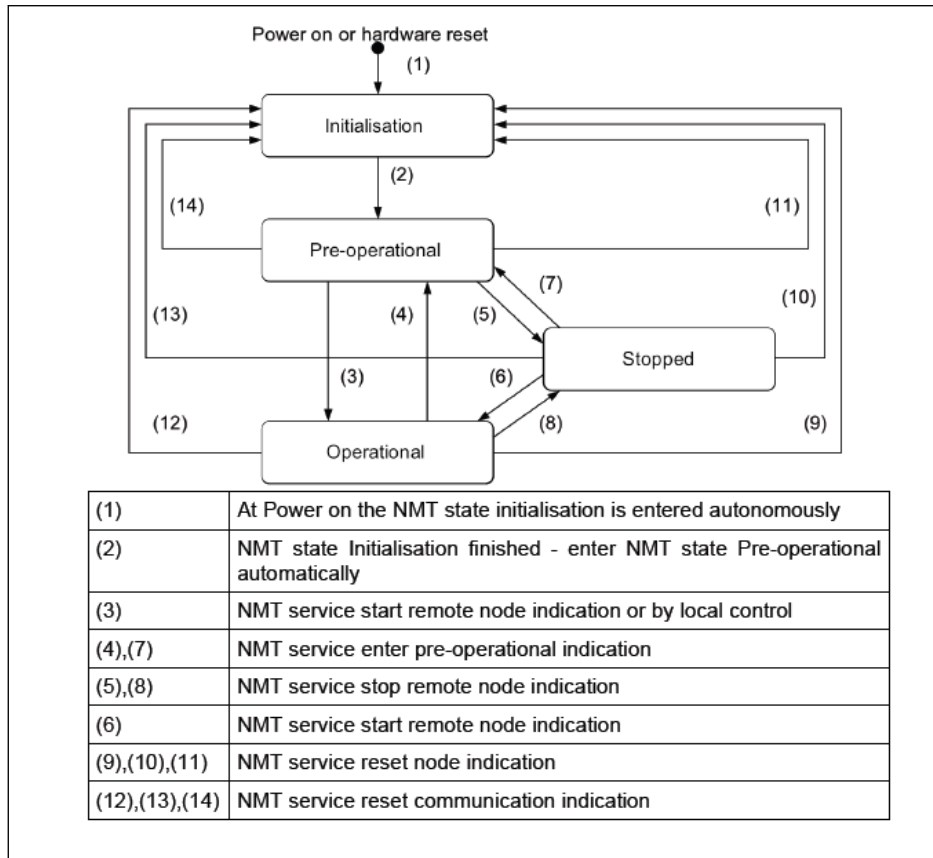 Power on or hardware reset
(1)
Initialisation
(2)
(14)
(11)
Pre-operational
(7)
(13)
(4)
(5)
(10)
Stopped
(3)
(6)
(12)
(8)
(9)
Operational
(1) At Power on the NMT state initialisation is entered autonomously
(2) NMT state Initialisation finished - enter NMT state Pre-operational
automatically
(3) NMT service start remote node indication or by local control
(4),(7) NMT service enter pre-operational indication
(5),(8) NMT service stop remote node indication
(6) NMT service start remote node indication
(9),(10),(11) NMT service reset node indication
(12),(13),(14) NMT service reset communication indication